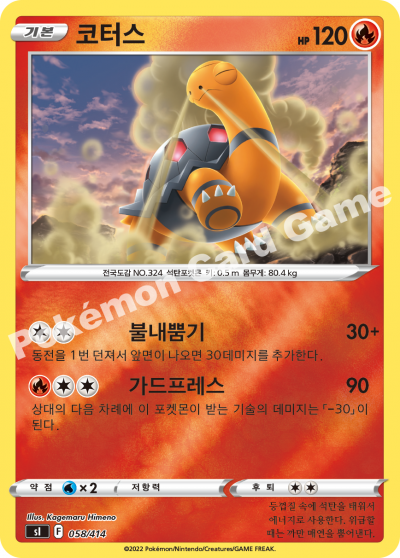 기본 코터스 HP 120
전국도감 NO.324 석탄포켓몬 키: 0.5 m 몸무게: 80.4 kg
Pokémon Card Game
불내뿜기 30+
동전을 1번 던져서 앞면이 나오면 30데미지를 추가한다.
가드프레스 90
상대의 다음 차례에 이 포켓몬이 받는 기술의 데미지는 「-30」이
된다.
약점 ×2 저항력 후퇴
Illus. Kagemaru Himeno
sI F 058/414
등껍질 속에 석탄을 태워서
에너지로 사용한다. 위급할
때는 까만 매연을 뿜어낸다.
©2022 Pokémon/Nintendo/Creatures/GAME FREAK.